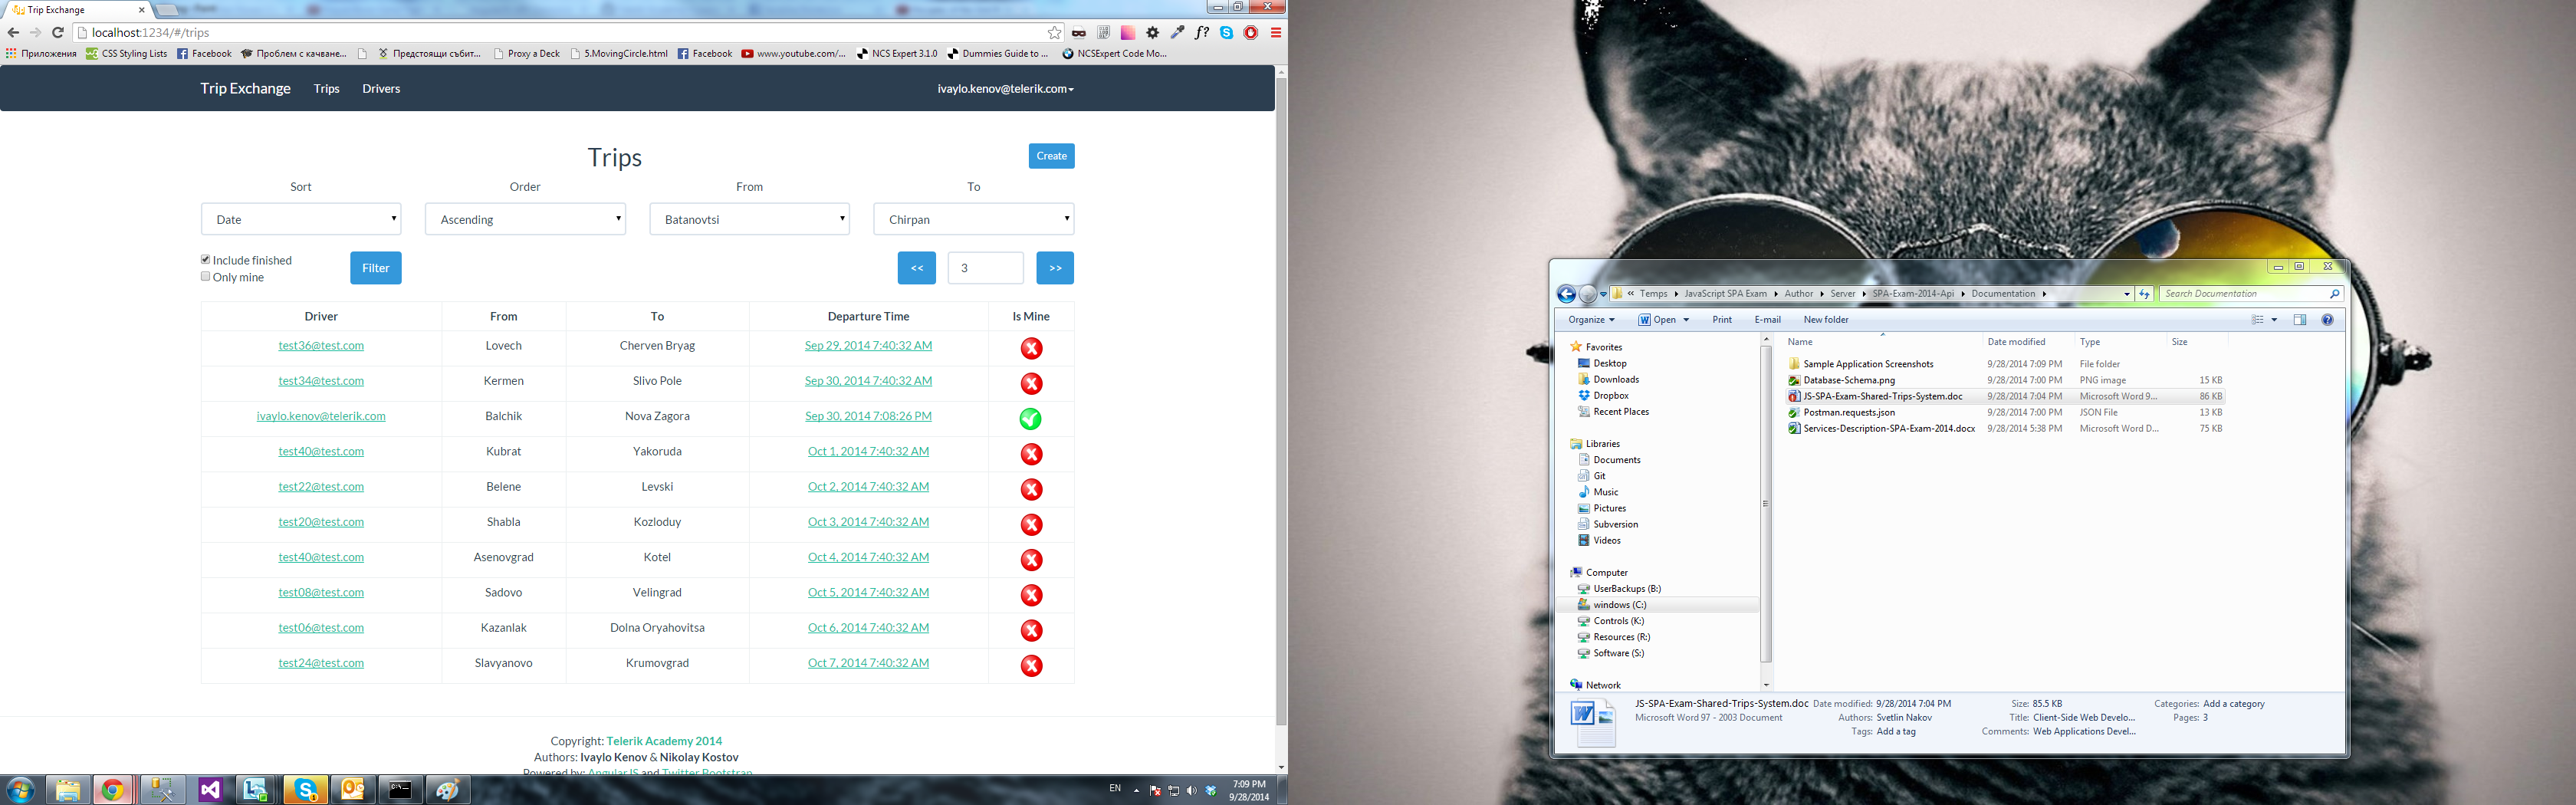 Trip Exchange
localhost:1234/#/trips
Приложения CSS Styling Lists Facebook Проблем с качване... Предстоящи събит... Proxy a Deck 5.MovingCircle.html Facebook www.youtube.com/... NCS Expert 3.1.0 Dummies Guide to ... NCSExpert Code Mo...
Trip Exchange Trips Drivers ivaylo.kenov@telerik.com
Trips Create
Sort Order From To
Date Ascending Batanovtsi Chirpan
Include finished
Only mine
Filter << 3 >>
Driver From To Departure Time Is Mine
test36@test.com Lovech Cherven Bryag Sep 29, 2014 7:40:32 AM
test34@test.com Kermen Slivo Pole Sep 30, 2014 7:40:32 AM
ivaylo.kenov@telerik.com Balchik Nova Zagora Sep 30, 2014 7:08:26 PM
test40@test.com Kubrat Yakoruda Oct 1, 2014 7:40:32 AM
test22@test.com Belene Levski Oct 2, 2014 7:40:32 AM
test20@test.com Shabla Kozloduy Oct 3, 2014 7:40:32 AM
test40@test.com Asenovgrad Kotel Oct 4, 2014 7:40:32 AM
test08@test.com Sadovo Velingrad Oct 5, 2014 7:40:32 AM
test06@test.com Kazanlak Dolna Oryahovitsa Oct 6, 2014 7:40:32 AM
test24@test.com Slavyanovo Krumovgrad Oct 7, 2014 7:40:32 AM
Copyright: Telerik Academy 2014
Authors: Ivaylo Kenov & Nikolay Kostov
Powered by: AngularJS and Twitter Bootstrap
EN 7:09 PM
9/28/2014
« Temps JavaScript SPA Exam Author Server SPA-Exam-2014-Api Documentation Search Documentation
Organize Open Print E-mail New folder
Name Date modified Type Size
Sample Application Screenshots 9/28/2014 7:09 PM File folder
Database-Schema.png 9/28/2014 7:00 PM PNG image 15 KB
JS-SPA-Exam-Shared-Trips-System.doc 9/28/2014 7:04 PM Microsoft Word 9... 86 KB
Postman.requests.json 9/28/2014 7:00 PM JSON File 13 KB
Services-Description-SPA-Exam-2014.docx 9/28/2014 5:38 PM Microsoft Word D... 75 KB
Favorites
Desktop
Downloads
Dropbox
Recent Places
Libraries
Documents
Git
Music
Pictures
Subversion
Videos
Computer
UserBackups (B:)
windows (C:)
Controls (K:)
Resources (R:)
Software (S:)
Network
JS-SPA-Exam-Shared-Trips-System.doc Date modified: 9/28/2014 7:04 PM Size: 85.5 KB Categories: Add a category
Microsoft Word 97 - 2003 Document Authors: Svetlin Nakov Title: Client-Side Web Develo... Pages: 3
Tags: Add a tag Comments: Web Applications Devel...